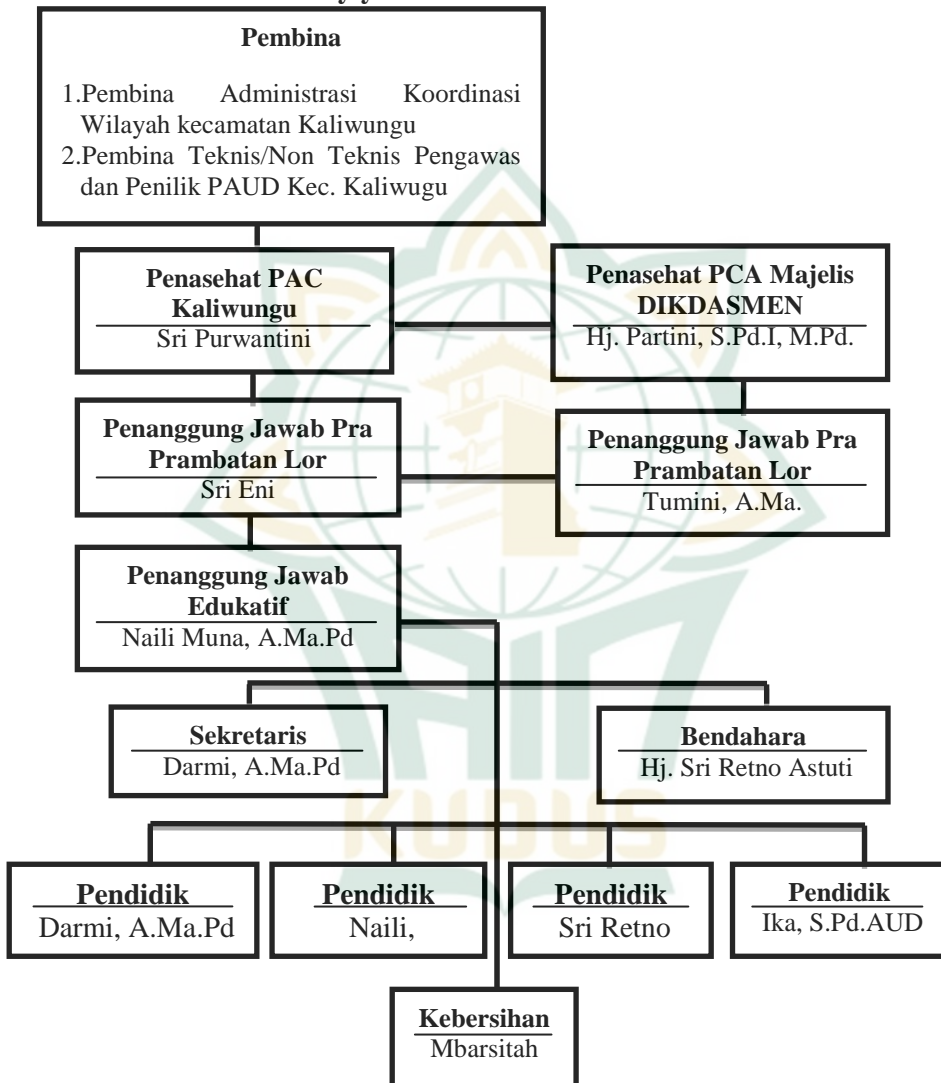 Pembina
1.Pembina Administrasi Koordinasi
Wilayah kecamatan Kaliwungu
2.Pembina Teknis/Non Teknis Pengawas
dan Penilik PAUD Kec. Kaliwugu
Penasehat PAC
Kaliwungu
Sri Purwantini
Penasehat PCA Majelis
DIKDASMEN
Hj. Partini, S.Pd.I, M.Pd.
Penanggung Jawab Pra
Prambatan Lor
Sri Eni
Penanggung Jawab Pra
Prambatan Lor
Tumini, A.Ma.
Penanggung Jawab
Edukatif
Naili Muna, A.Ma.Pd
Sekretaris
Darmi, A.Ma.Pd
Bendahara
Hj. Sri Retno Astuti
Pendidik
Darmi, A.Ma.Pd
Pendidik
Naili,
Pendidik
Sri Retno
Pendidik
Ika, S.Pd.AUD
Kebersihan
Mbarsitah
KUDUS